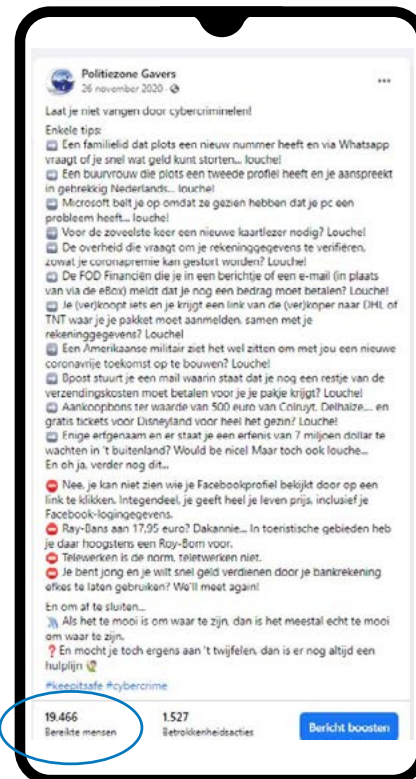 Politiezone Gavers
26 november 2020 ·
Laat je niet vangen door cybercriminelen!
Enkele tips:
➡ Een familielid dat plots een nieuw nummer heeft en via Whatsapp
vraagt of je snel wat geld kunt storten... louche!
➡ Een buurvrouw die plots een tweede profiel heeft en je aanspreekt
in gebrekkig Nederlands... louche!
➡ Microsoft belt je op omdat ze gezien hebben dat je pc een
probleem heeft... louche!
➡ Voor de zoveelste keer een nieuwe kaartlezer nodig? Louche!
➡ De overheid die vraagt om je rekeninggegevens te verifiëren,
zowat je coronapremie kan gestort worden? Louche!
➡ De FOD Financiën die je in een berichtje of een e-mail (in plaats
van via de eBox) meldt dat je nog een bedrag moet betalen? Louche!
➡ Je (ver)koopt iets en je krijgt een link van de (ver)koper naar DHL of
TNT waar je je pakket moet aanmelden, samen met je
rekeninggegevens? Louche!
➡ Een Amerikaanse militair ziet het wel zitten om met jou een nieuwe
coronavrije toekomst op te bouwen? Louche!
➡ Bpost stuurt je een mail waarin staat dat je nog een restje van de
verzendingskosten moet betalen voor je je pakje krijgt? Louche!
➡ Aankoopbons ter waarde van 500 euro van Colruyt, Delhaize.... en
gratis tickets voor Disneyland voor heel het gezin? Louche!
➡ Enige erfgenaam en er staat je een erfenis van 7 miljoen dollar te
wachten in 't buitenland? Would be nice! Maar toch ook louche...
En oh ja, verder nog dit...
⛔ Nee, je kan niet zien wie je Facebookprofiel bekijkt door op een
link te klikken. Integendeel, je geeft heel je leven prijs, inclusief je
Facebook-logingegevens.
⛔ Ray-Bans aan 17,95 euro? Dakannie... In toeristische gebieden heb
je daar hoogstens een Roy-Bom voor.
⛔ Telewerken is de norm, teletwerken niet.
⛔ Je bent jong en je wilt snel geld verdienen door je bankrekening
efkes te laten gebruiken? We'll meet again!
En om af te sluiten...
Als het te mooi is om waar te zijn, dan is het meestal echt te mooi
om waar te zijn.
❓ En mocht je toch ergens aan 't twijfelen, dan is er nog altijd een
hulplijn
#keepitsafe #cybercrime
19.466 1.527
Bereikte mensen Betrokkenheidsacties Bericht boosten